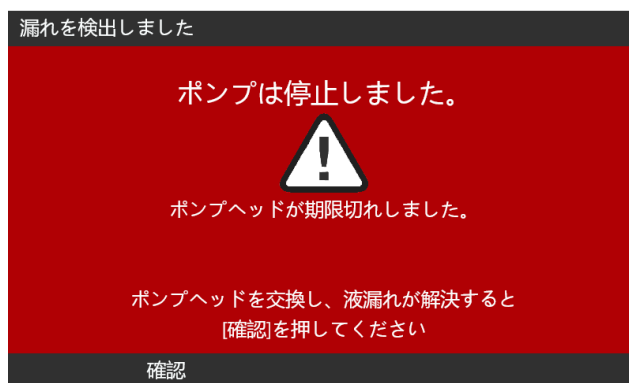 漏れを検出しました
ポンプは停止しました。
ポンプヘッドが期限切れしました。
ポンプヘッドを交換し、液漏れが解決すると
[確認]を押してください
確認